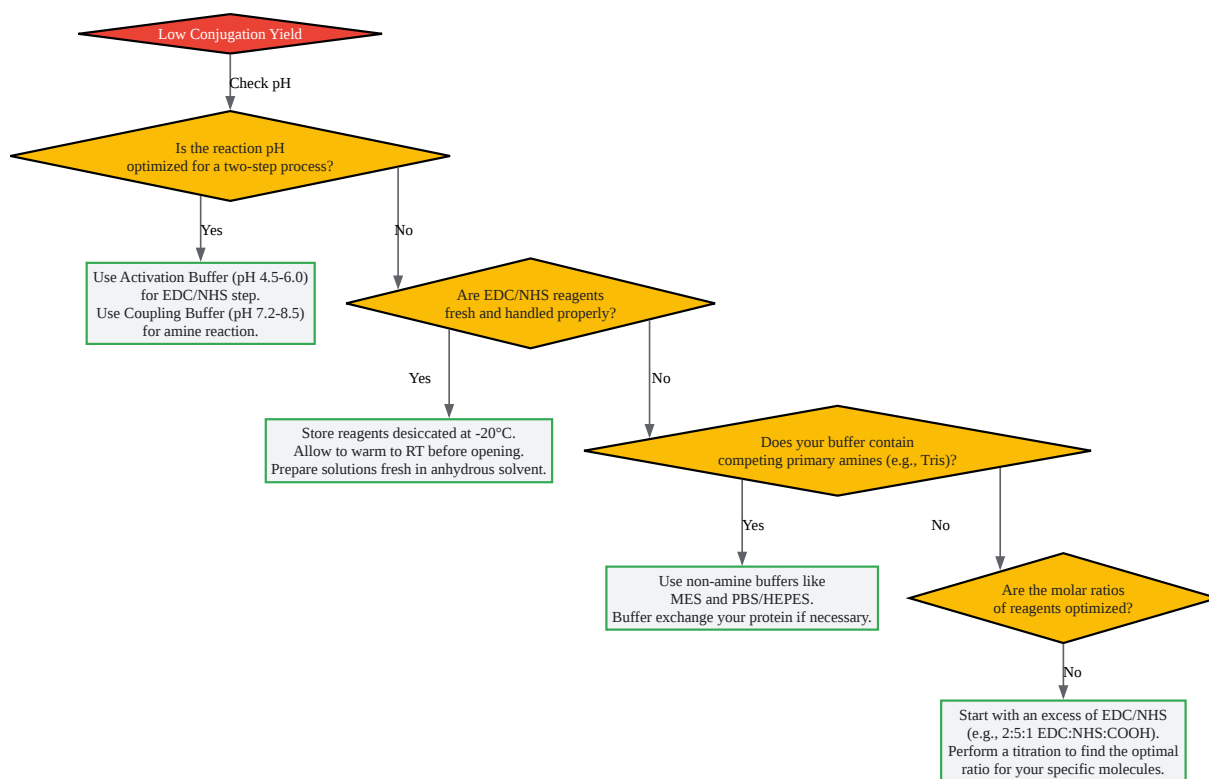 Low Conjugation Yield
Check pH
Is the reaction pH
optimized for a two-step process?
Yes
No
Use Activation Buffer (pH 4.5-6.0)
for EDC/NHS step.
Use Coupling Buffer (pH 7.2-8.5)
for amine reaction.
Are EDC/NHS reagents
fresh and handled properly?
Yes
No
Store reagents desiccated at -20°C.
Allow to warm to RT before opening.
Prepare solutions fresh in anhydrous solvent.
Does your buffer contain
competing primary amines (e.g., Tris)?
Yes
No
Use non-amine buffers like
MES and PBS/HEPES.
Buffer exchange your protein if necessary.
Are the molar ratios
of reagents optimized?
No
Start with an excess of EDC/NHS
(e.g., 2:5:1 EDC:NHS:COOH).
Perform a titration to find the optimal
ratio for your specific molecules.